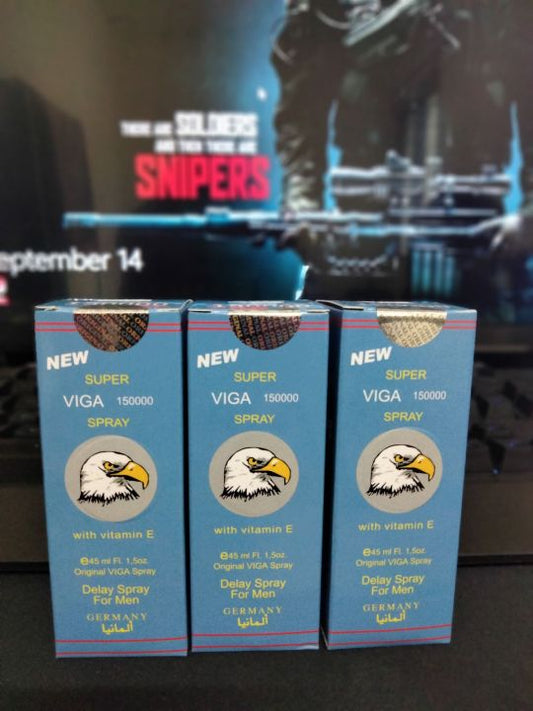 THERE ARE SOLDIERS
AND THEN THERE ARE
SNIPERS
eptember 14
NEW
SUPER
VIGA 150000
SPRAY
with vitamin E
℮45 ml Fl. 1,5oz.
Original VIGA Spray
Delay Spray
For Men
GERMANY
ألمانيا
NEW
SUPER
VIGA 150000
SPRAY
with vitamin E
℮45 ml Fl. 1,5oz.
Original VIGA Spray
Delay Spray
For Men
GERMANY
ألمانيا
NEW
SUPER
VIGA 150000
SPRAY
with vitamin E
℮45 ml Fl. 1,5oz.
Original VIGA Spray
Delay Spray
For Men
GERMANY
ألمانيا